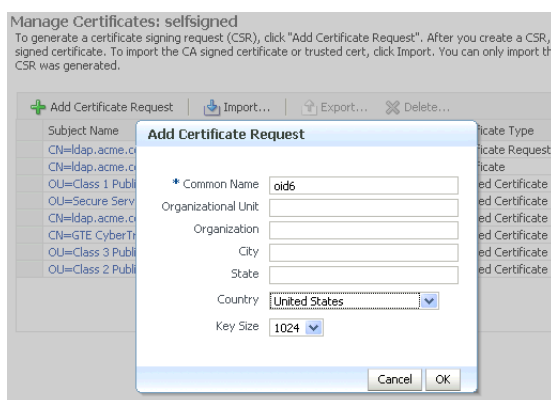 Manage Certificates: selfsigned
To generate a certificate signing request (CSR), click "Add Certificate Request". After you create a CSR,
signed certificate. To import the CA signed certificate or trusted cert, click Import. You can only import th
CSR was generated.
Add Certificate Request Import... Export... Delete...
Subject Name
ficate Type
CN=ldap.acme.co
ficate Request
CN=ldap.acme.co
ficate
OU=Class 1 Publi
ed Certificate
OU=Secure Serv
ed Certificate
CN=ldap.acme.co
ed Certificate
CN=GTE CyberTr
ed Certificate
OU=Class 3 Publi
ed Certificate
OU=Class 2 Publi
ed Certificate
Add Certificate Request
* Common Name oid6
Organizational Unit
Organization
City
State
Country United States
Key Size 1024
Cancel OK